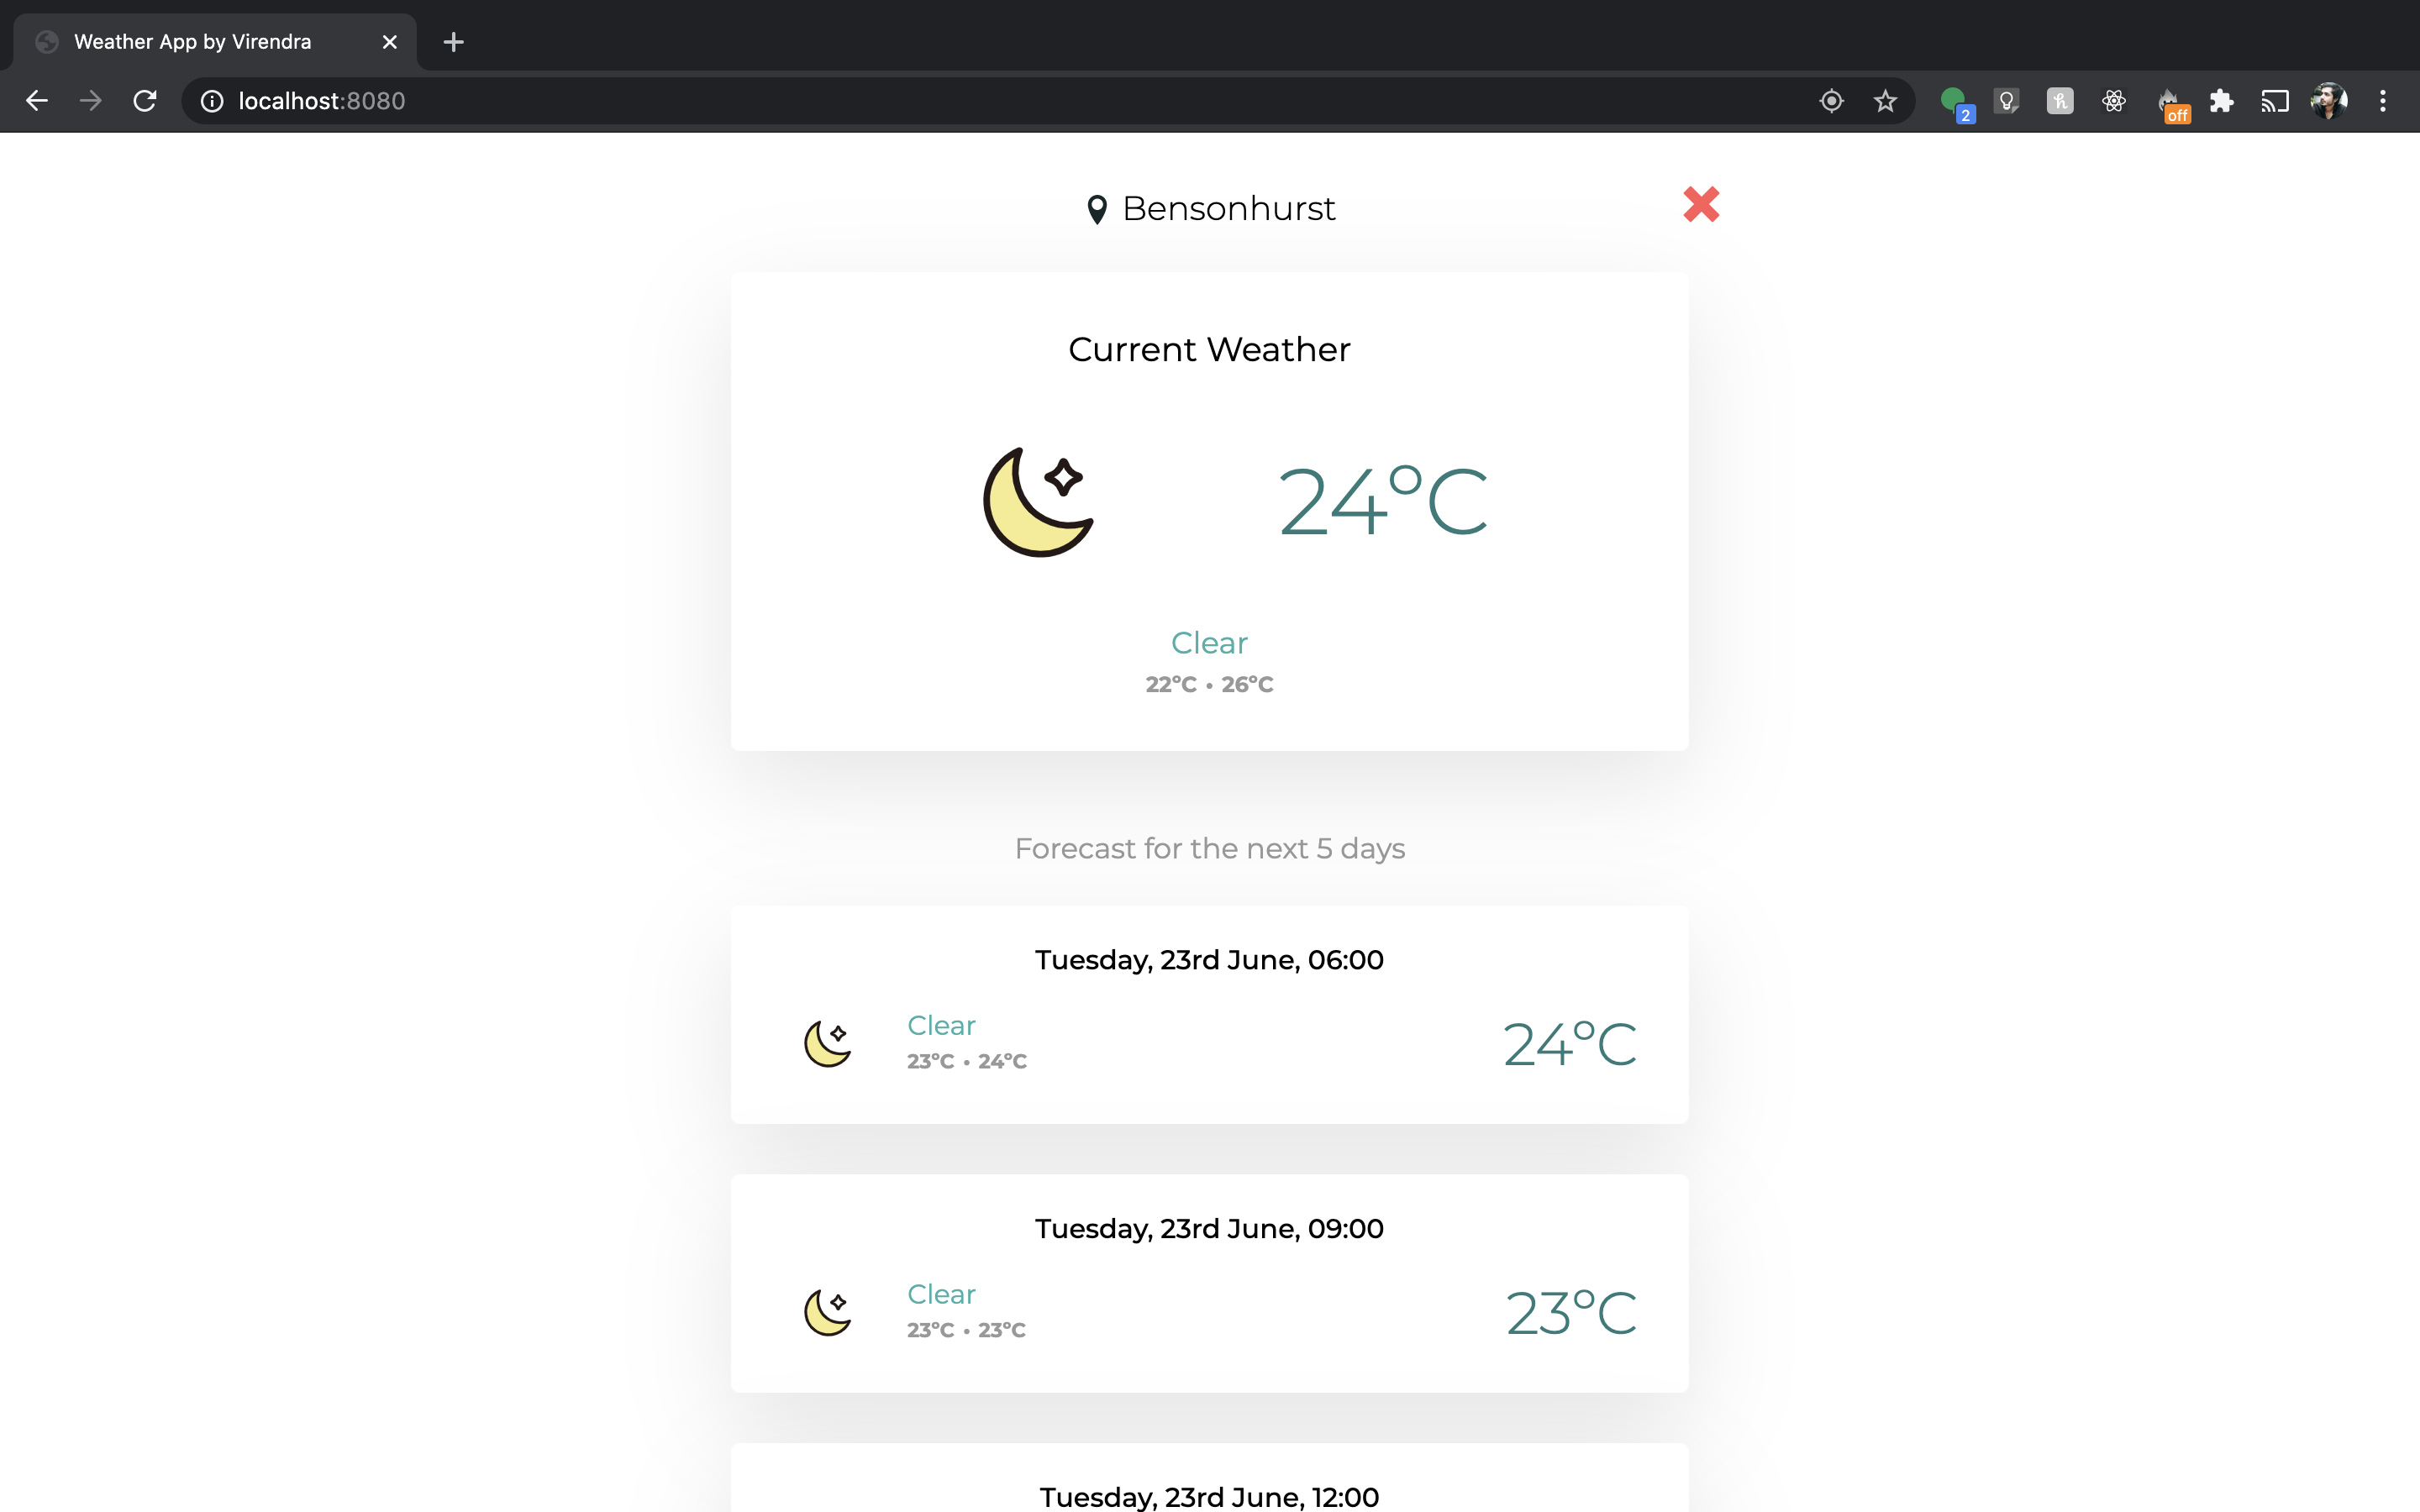 Weather App by Virendra
localhost:8080
2
off
Bensonhurst
Current Weather
24°C
Clear
22°C • 26°C
Forecast for the next 5 days
Tuesday, 23rd June, 06:00
Clear
23°C • 24°C
24°C
Tuesday, 23rd June, 09:00
Clear
23°C • 23°C
23°C
Tuesday, 23rd June, 12:00